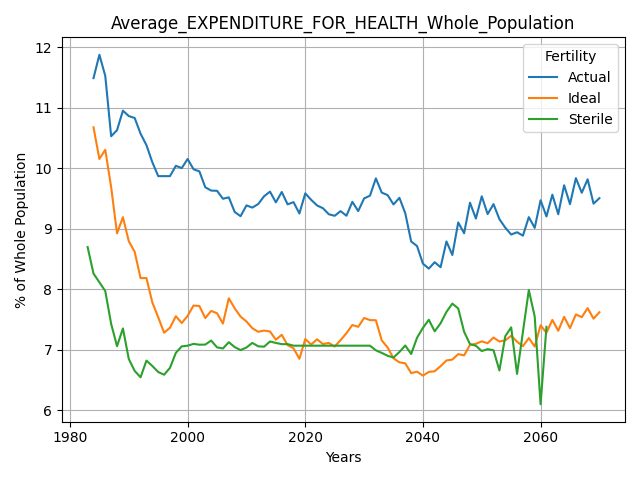 Average_EXPENDITURE_FOR_HEALTH_Whole_Population
12
11
10
9
8
7
6
% of Whole Population
Fertility
Actual
Ideal
Sterile
1980
2000
2020
2040
2060
Years